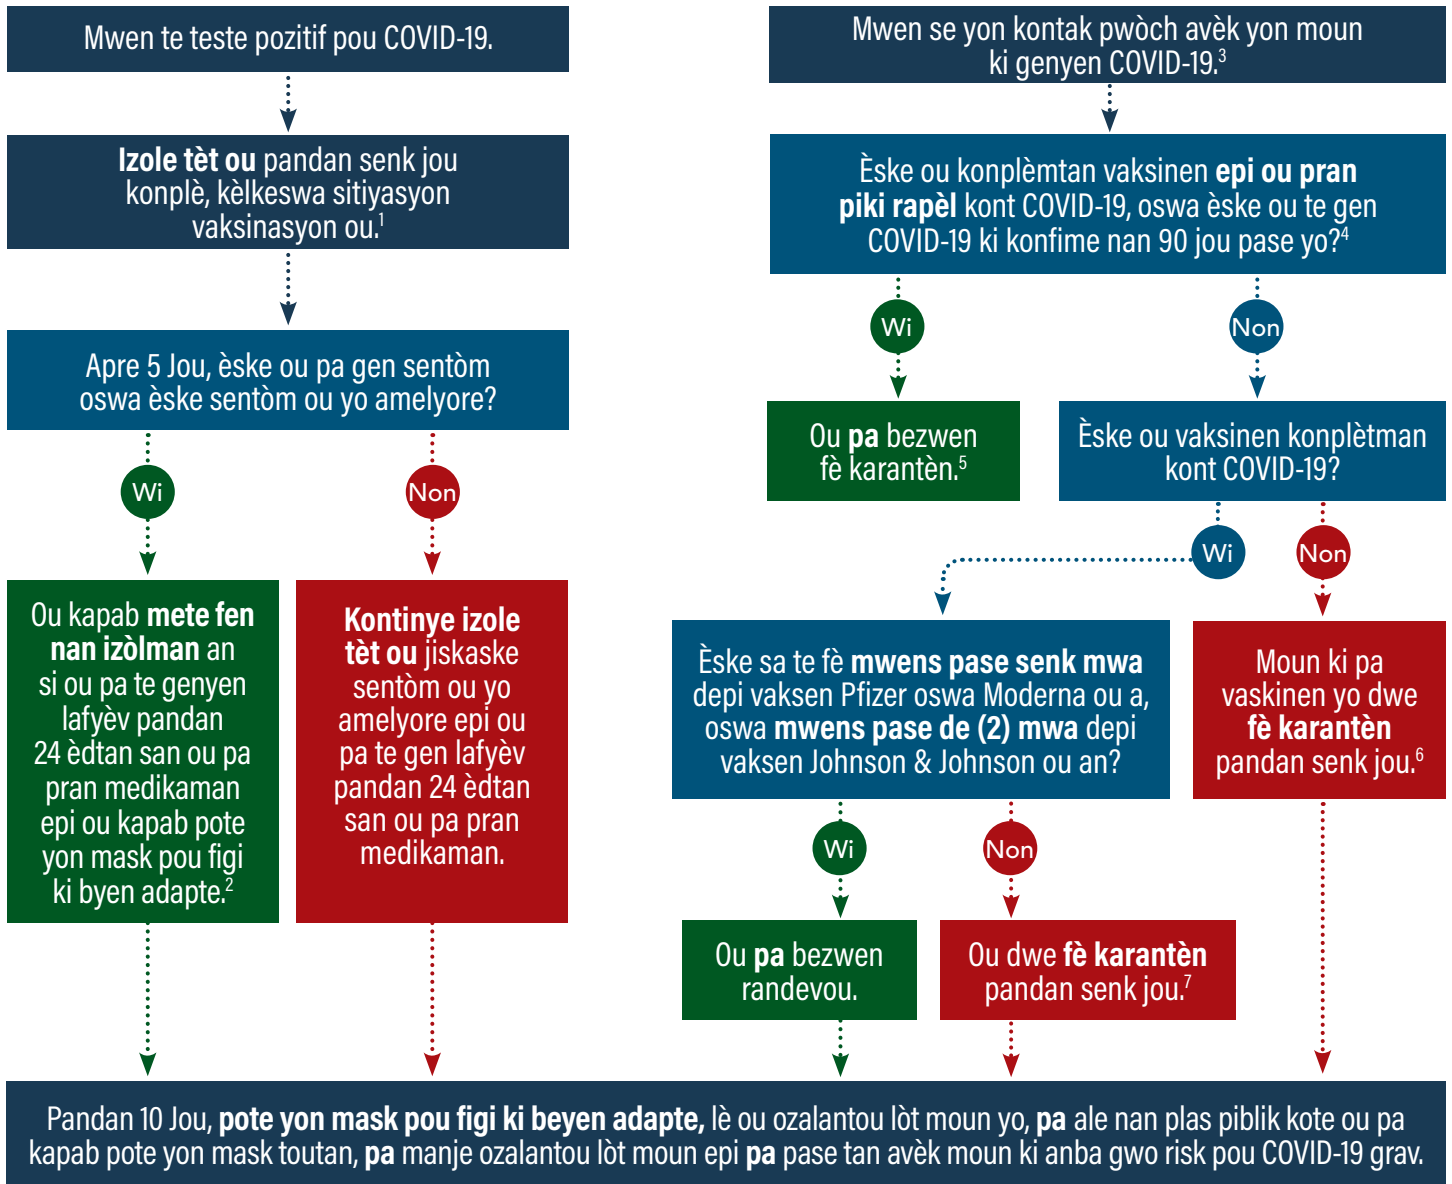 Mwen te teste pozitif pou COVID-19.
Izole tèt ou pandan senk jou
konplè, kèlkeswa sitiyasyon
vaksinasyon ou.1
Apre 5 Jou, èske ou pa gen sentòm
oswa èske sentòm ou yo amelyore?
Wi
Non
Ou kapab mete fen
nan izòlman an
si ou pa te genyen
lafyèv pandan
24 èdtan san ou pa
pran medikaman
epi ou kapab pote
yon mask pou figi
ki byen adapte.2
Kontinye izole
tèt ou jiskaske
sentòm ou yo
amelyore epi ou
pa te gen lafyèv
pandan 24 èdtan
san ou pa pran
medikaman.
Mwen se yon kontak pwòch avèk yon moun
ki genyen COVID-19.3
Èske ou konplèmtan vaksinen epi ou pran
piki rapèl kont COVID-19, oswa èske ou te gen
COVID-19 ki konfime nan 90 jou pase yo?4
Wi
Non
Ou pa bezwen
fè karantèn.5
Èske ou vaksinen konplètman
kont COVID-19?
Wi
Non
Èske sa te fè mwens pase senk mwa
depi vaksen Pfizer oswa Moderna ou a,
oswa mwens pase de (2) mwa depi
vaksen Johnson & Johnson ou an?
Moun ki pa
vaskinen yo dwe
fè karantèn
pandan senk jou.6
Wi
Non
Ou pa bezwen
randevou.
Ou dwe fè karantèn
pandan senk jou.7
Pandan 10 Jou, pote yon mask pou figi ki beyen adapte, lè ou ozalantou lòt moun yo, pa ale nan plas piblik kote ou pa
kapab pote yon mask toutan, pa manje ozalantou lòt moun epi pa pase tan avèk moun ki anba gwo risk pou COVID-19 grav.